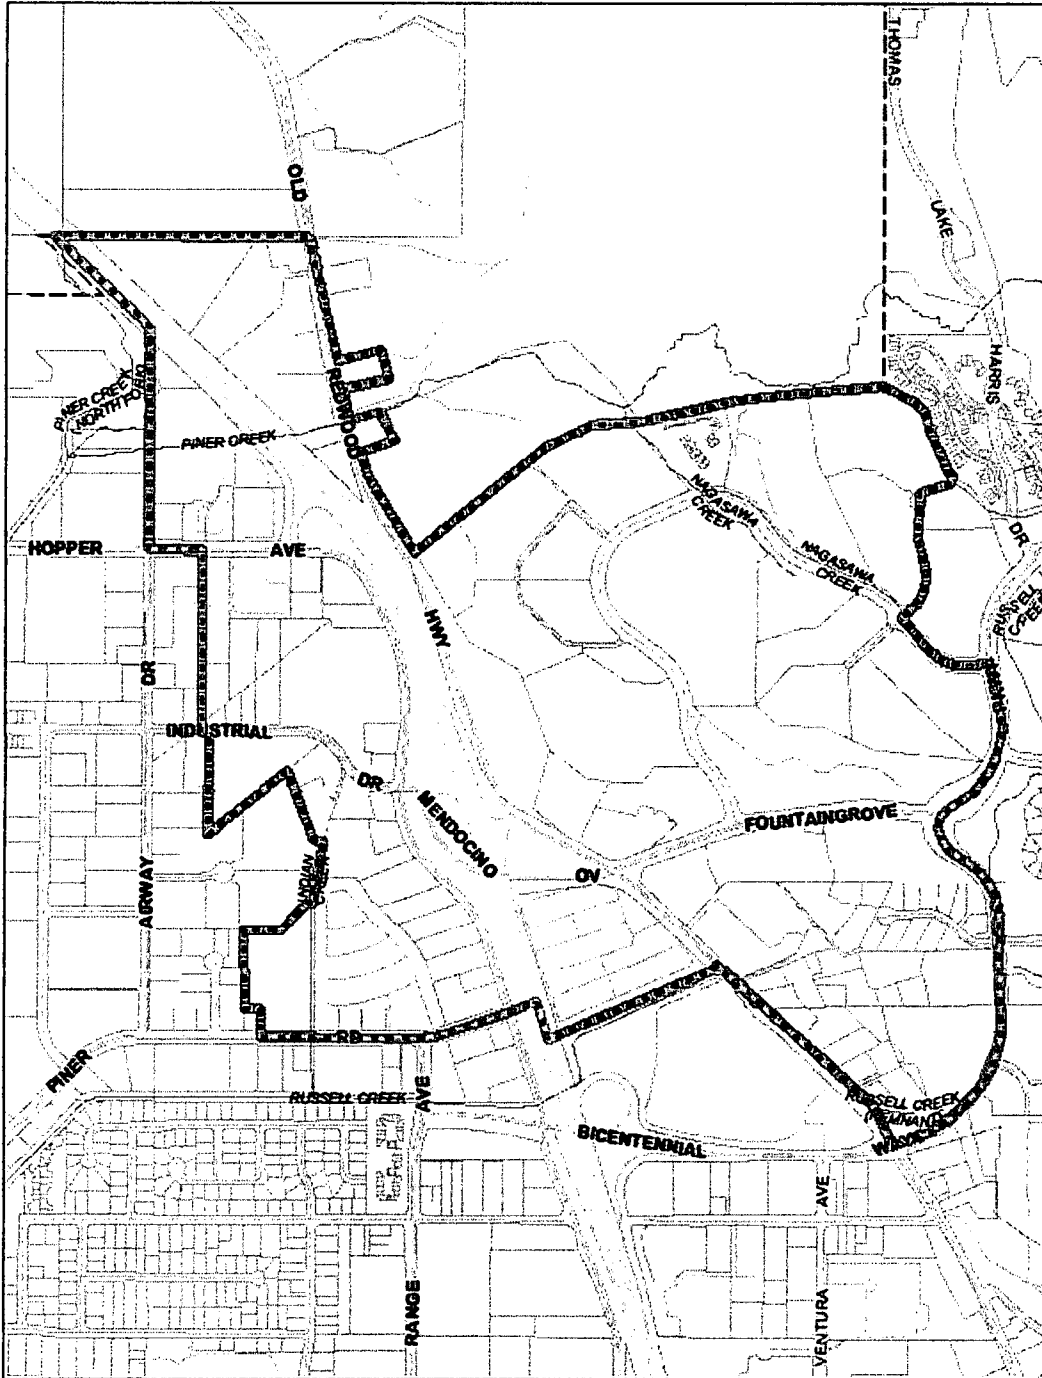 THOMAS
LAKE
HARRIS
DR
OLD
REDWOOD
HWY
PINER CREEK
(NORTH FORK)
PINER CREEK
NAGASAWA
CREEK
NAGASAWA
CREEK
RUSSELL
CREEK
HOPPER
AVE
DR
INDUSTRIAL
DR
MENDOCINO
OV
FOUNTAINGROVE
AIRWAY
INDIAN
CREEK
PINER
RD
RUSSELL CREEK
AVE
RUSSELL CREEK
BICENTENNIAL
WAY
AVE
RANGE
VENTURA